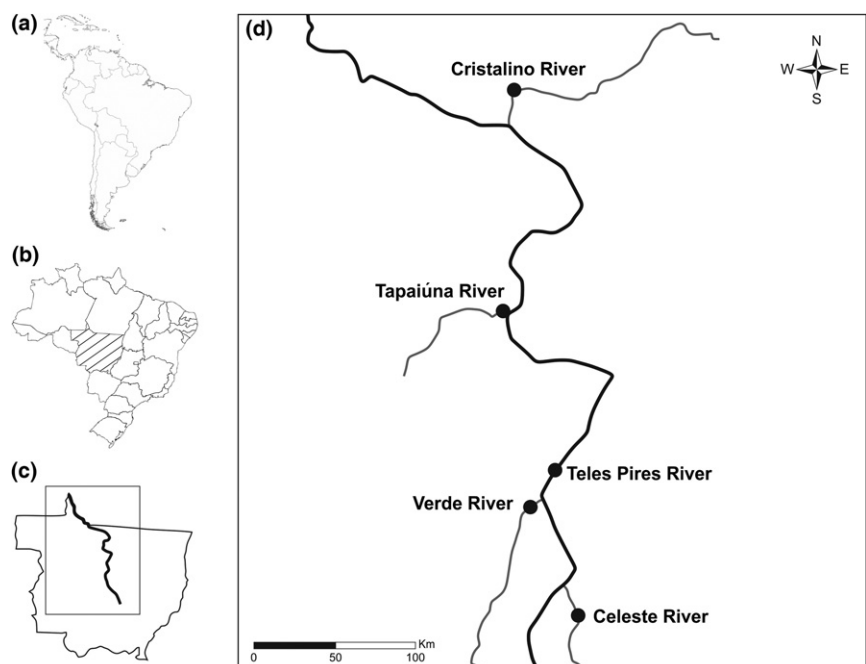 (a)
(b)
(c)
(d)
Cristalino River
N
W E
S
Tapaiúna River
Teles Pires River
Verde River
Celeste River
Km
0 50 100